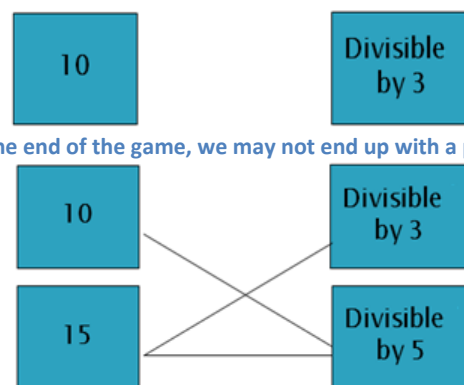 10
Divisible
by 3
he end of the game, we may not end up with a
10
Divisible
by 3
15
Divisible
by 5